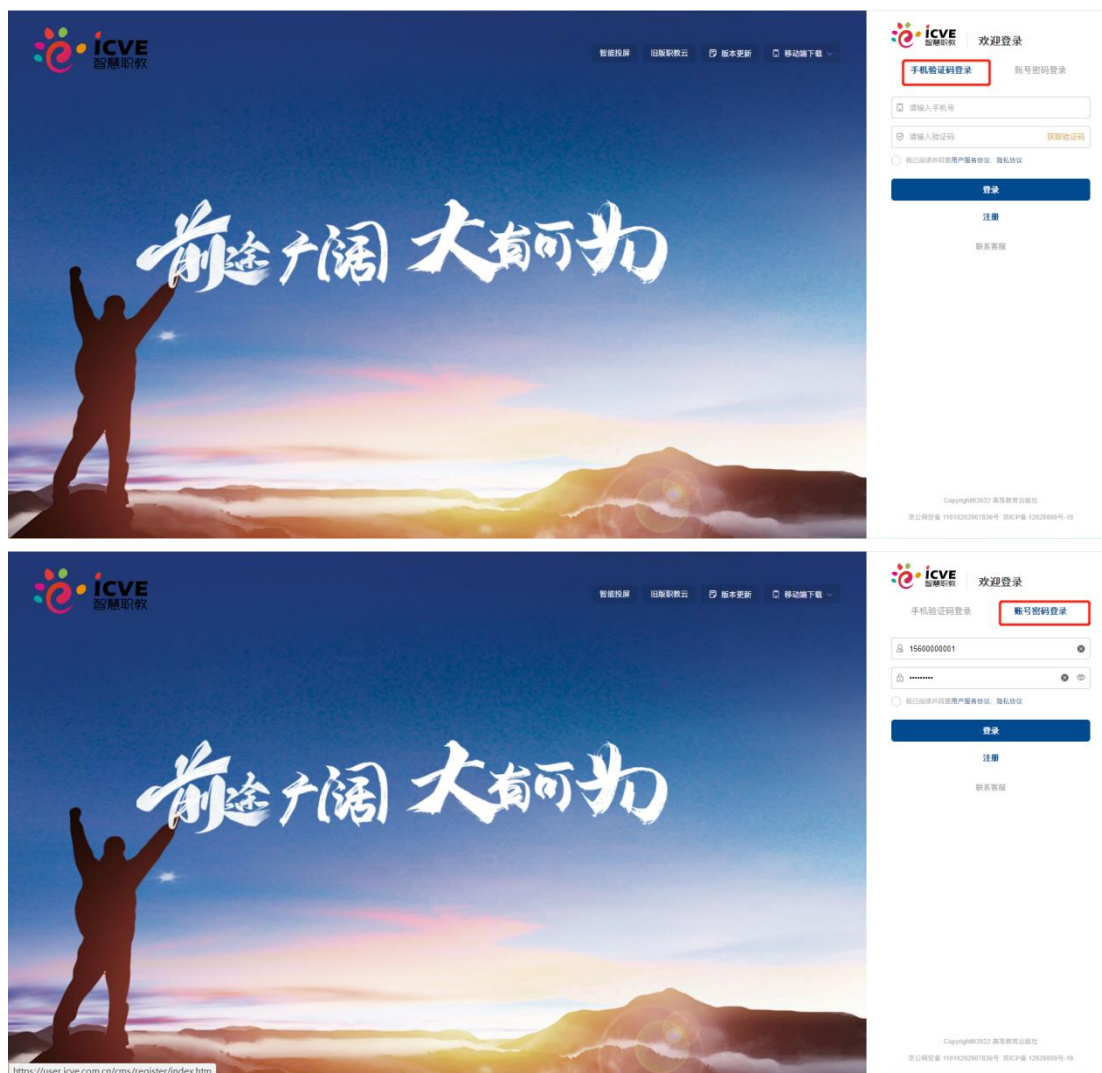 iCVE
智慧职教
智能投屏 旧版职教云 版本更新 移动端下载
前途广阔 大有可为
iCVE
智慧职教
欢迎登录
手机验证码登录 账号密码登录
请输入手机号
请输入验证码 获取验证码
我已阅读并同意用户服务协议、隐私协议
登录
注册
联系客服
Copyright©2022 高等教育出版社
iCVE
智慧职教
智能投屏 旧版职教云 版本更新 移动端下载
前途广阔 大有可为
https://user.icve.com.cn/cms/register/index.htm
iCVE
智慧职教
欢迎登录
手机验证码登录 账号密码登录
15600000001
•••••••••
我已阅读并同意用户服务协议、隐私协议
登录
注册
联系客服
Copyright©2022 高等教育出版社